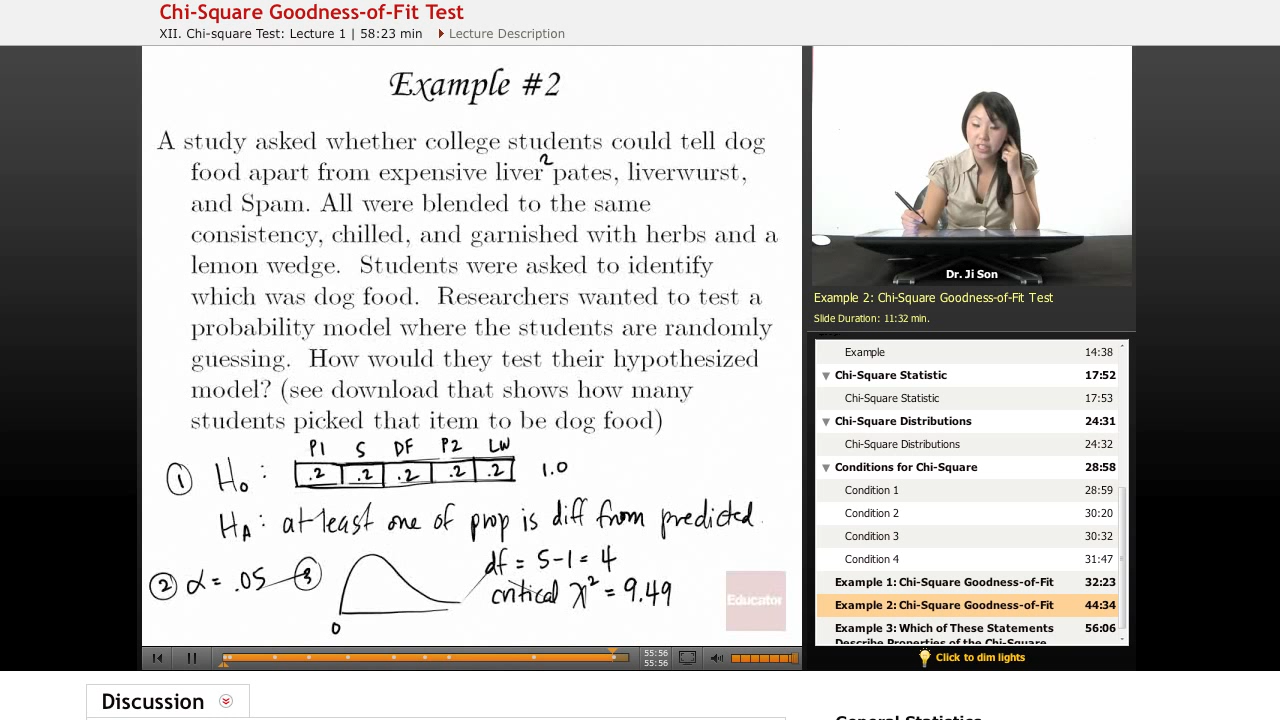 Chi-Square Goodness-of-Fit Test
XII. Chi-square Test: Lecture 1 | 58:23 min Lecture Description
Example #2
A study asked whether college students could tell dog
food apart from expensive liver 2 pates, liverwurst,
and Spam. All were blended to the same
consistency, chilled, and garnished with herbs and a
lemon wedge. Students were asked to identify
which was dog food. Researchers wanted to test a
probability model where the students are randomly
guessing. How would they test their hypothesized
model? (see download that shows how many
students picked that item to be dog food)
P1 S DF P2 LW
① H₀ : .2 .2 .2 .2 .2 1.0
H_A : at least one of prop is diff from predicted.
② α = .05 ③
df = 5-1 = 4
critical χ² = 9.49
0
Educator
55:56
55:56
Dr. Ji Son
Example 2: Chi-Square Goodness-of-Fit Test
Slide Duration: 11:32 min.
Example 14:38
Chi-Square Statistic 17:52
Chi-Square Statistic 17:53
Chi-Square Distributions 24:31
Chi-Square Distributions 24:32
Conditions for Chi-Square 28:58
Condition 1 28:59
Condition 2 30:20
Condition 3 30:32
Condition 4 31:47
Example 1: Chi-Square Goodness-of-Fit 32:23
Example 2: Chi-Square Goodness-of-Fit 44:34
Example 3: Which of These Statements 56:06
Describe Properties of the Chi-Square
Click to dim lights
Discussion
General Statistics